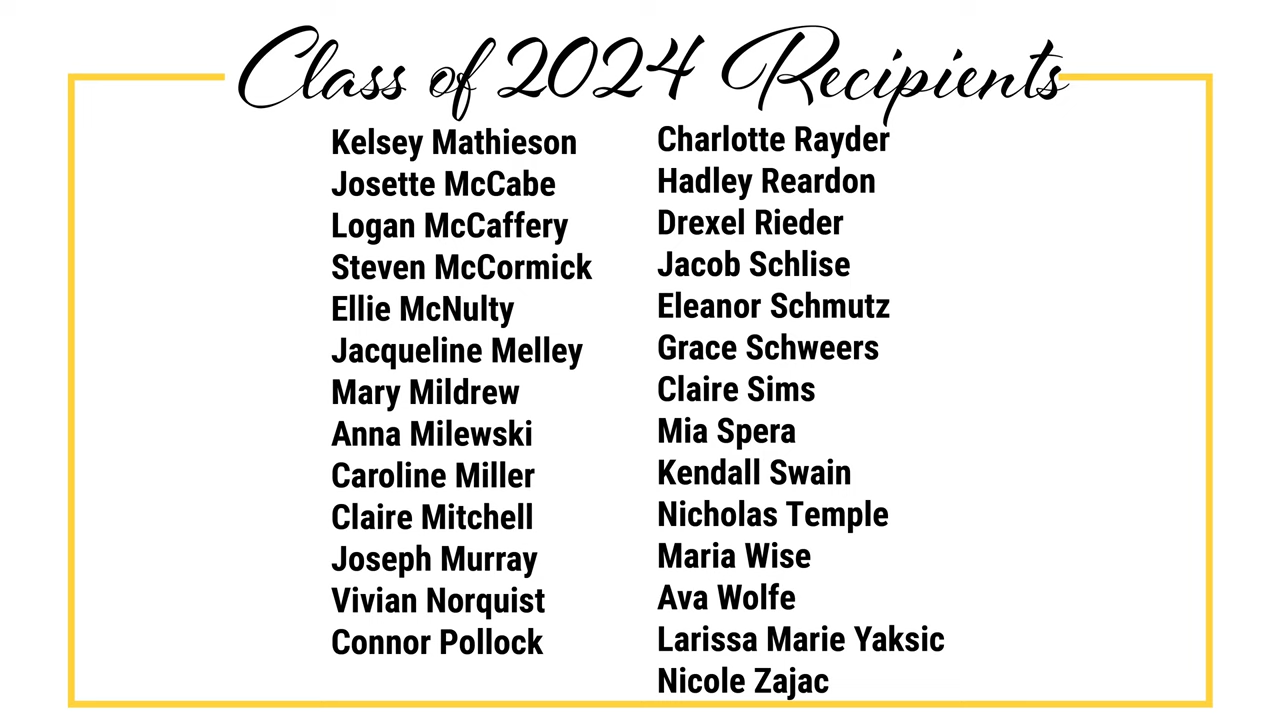 Class of 2024 Recipients
Kelsey Mathieson
Josette McCabe
Logan McCaffery
Steven McCormick
Ellie McNulty
Jacqueline Melley
Mary Mildrew
Anna Milewski
Caroline Miller
Claire Mitchell
Joseph Murray
Vivian Norquist
Connor Pollock
Charlotte Rayder
Hadley Reardon
Drexel Rieder
Jacob Schlise
Eleanor Schmutz
Grace Schweers
Claire Sims
Mia Spera
Kendall Swain
Nicholas Temple
Maria Wise
Ava Wolfe
Larissa Marie Yaksic
Nicole Zajac